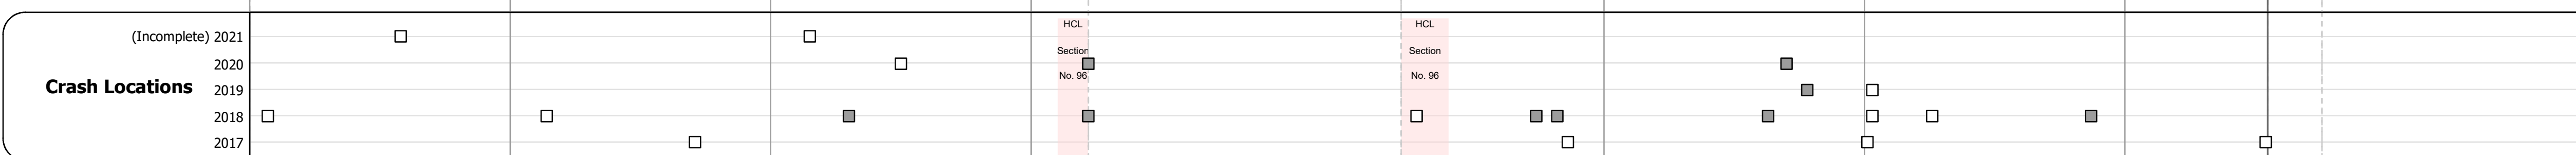 Crash Locations
(Incomplete) 2021
2020
2019
2018
2017
HCL
Section
No. 96
HCL
Section
No. 96